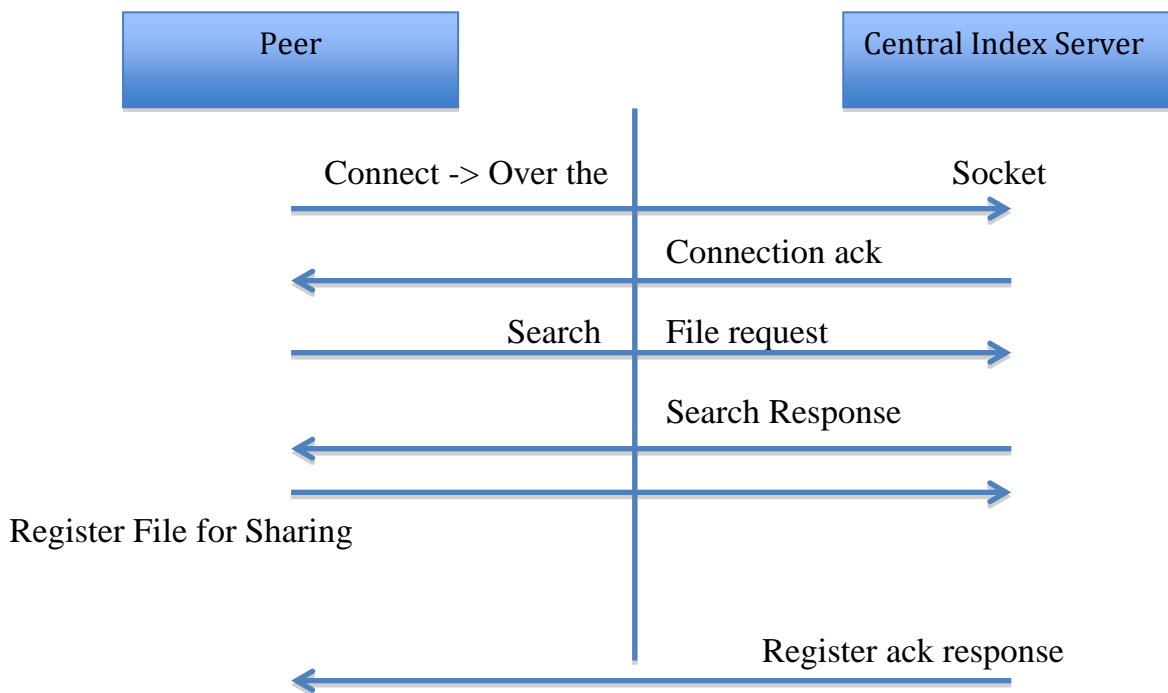 Peer
Central Index Server
Connect -> Over the Socket
Connection ack
Search File request
Search Response
Register File for Sharing
Register ack response